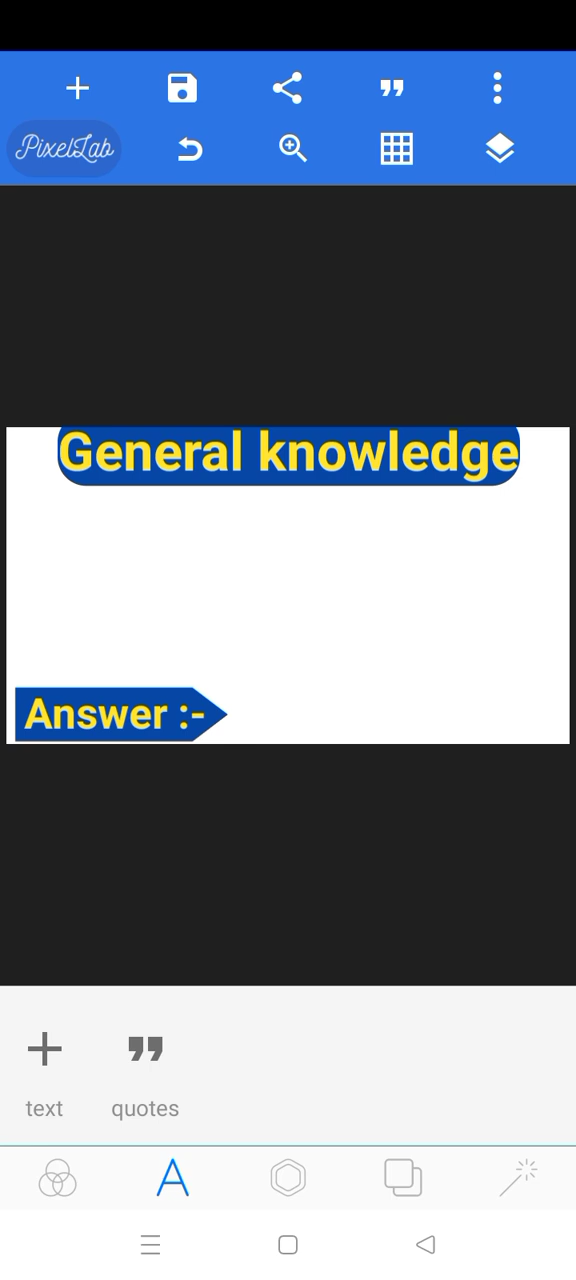 PixelLab
General knowledge
Answer :-
text
quotes